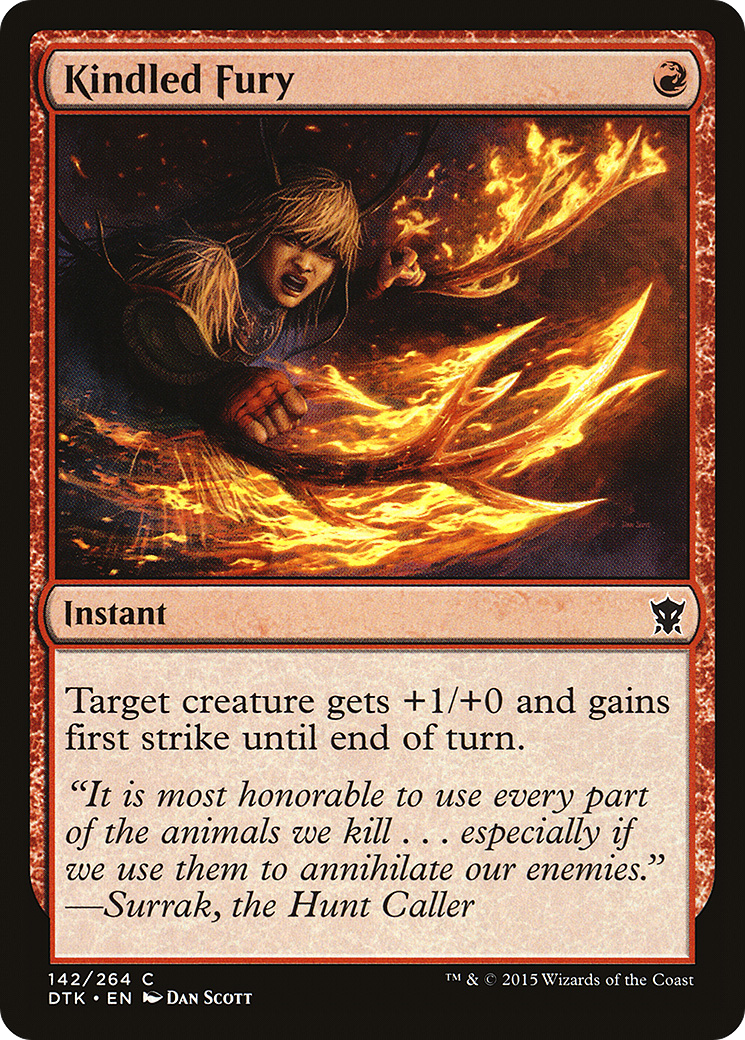 Kindled Fury
Dan Scott
Instant
Target creature gets +1/+0 and gains
first strike until end of turn.
“It is most honorable to use every part
of the animals we kill . . . especially if
we use them to annihilate our enemies.”
—Surrak, the Hunt Caller
142/264 C
™ & © 2015 Wizards of the Coast
DTK • EN Dan Scott